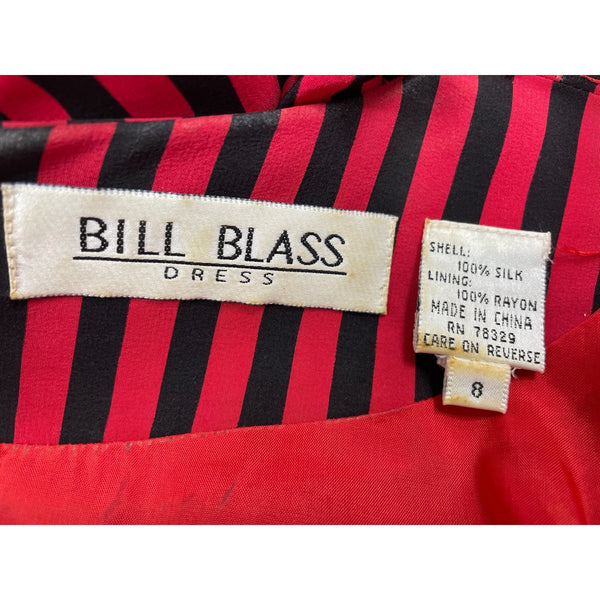 BILL BLASS
DRESS
SHELL:
100% SILK
LINING:
100% RAYON
MADE IN CHINA
RN 78329
CARE ON REVERSE
8